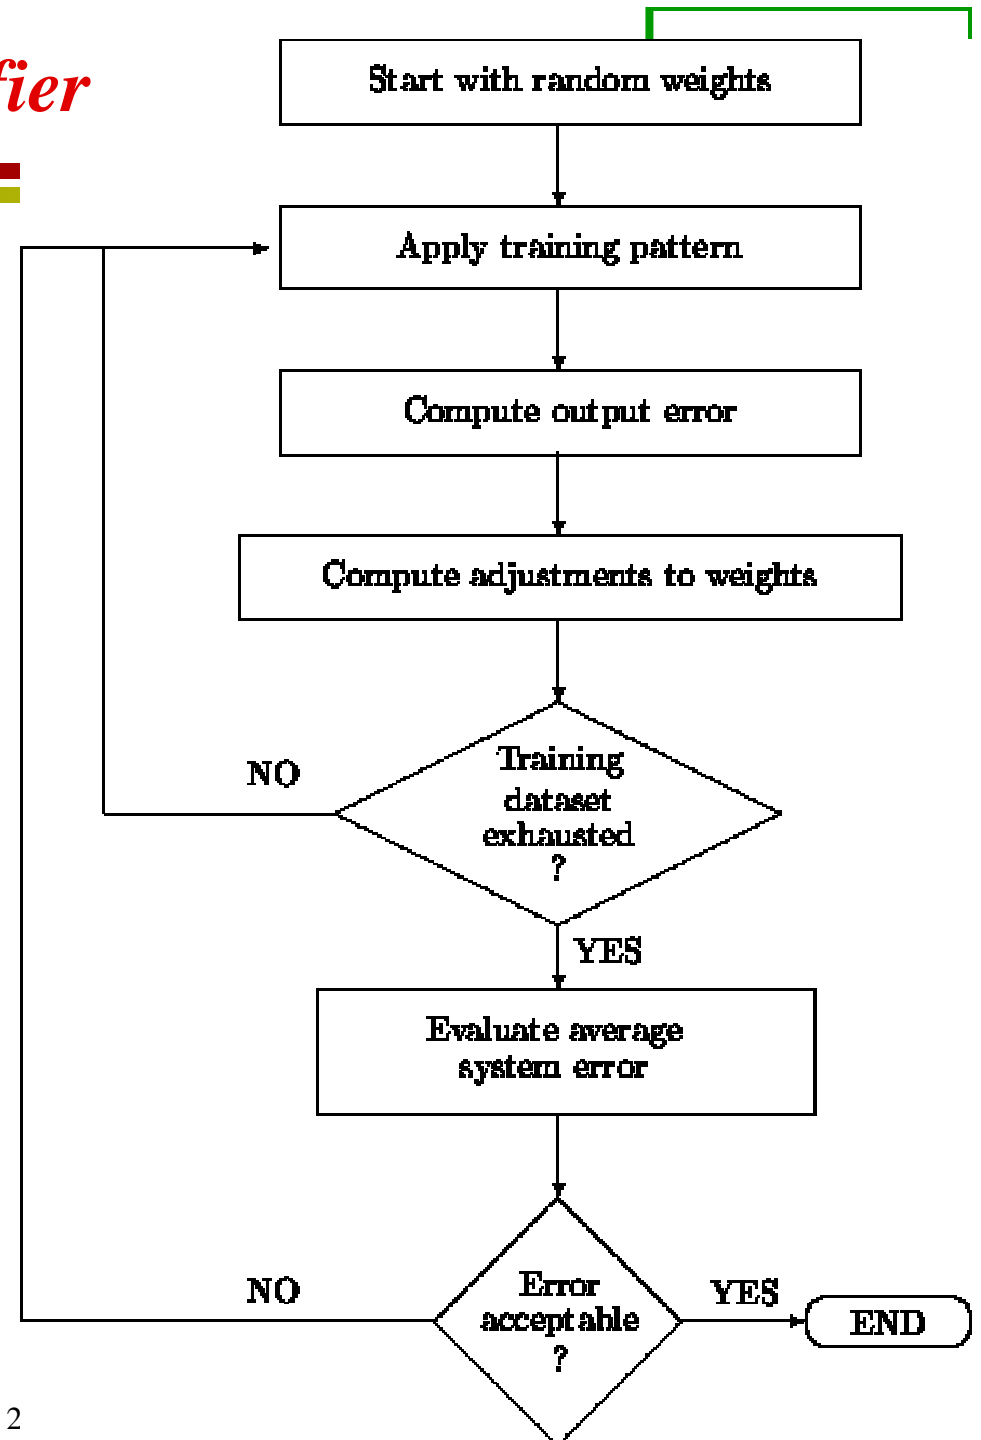 Start with random weights
Apply training pattern
Compute output error
Compute adjustments to weights
NO
Training
dataset
exhausted
?
YES
Evaluate average
system error
NO
Error
acceptable
?
YES
END
2